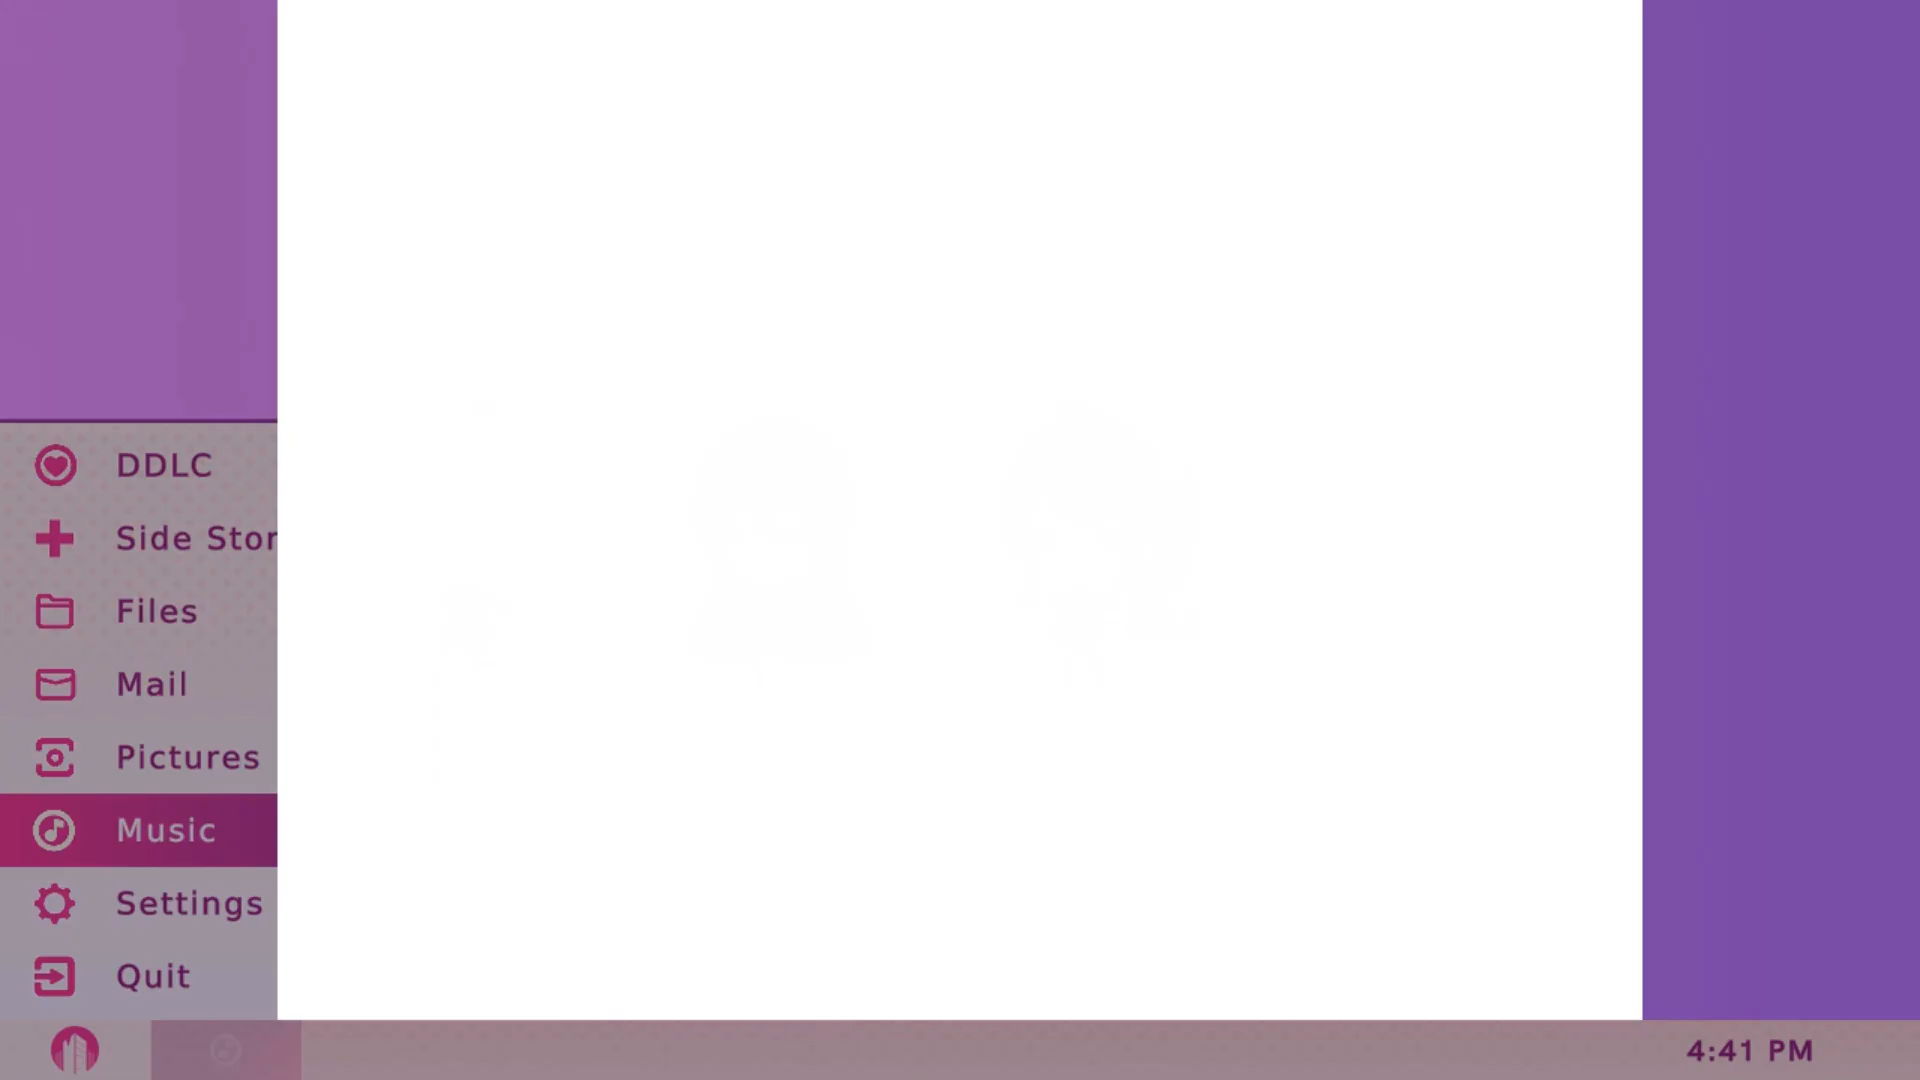 DDLC
Side Stor
Files
Mail
Pictures
Music
Settings
Quit
4:41 PM